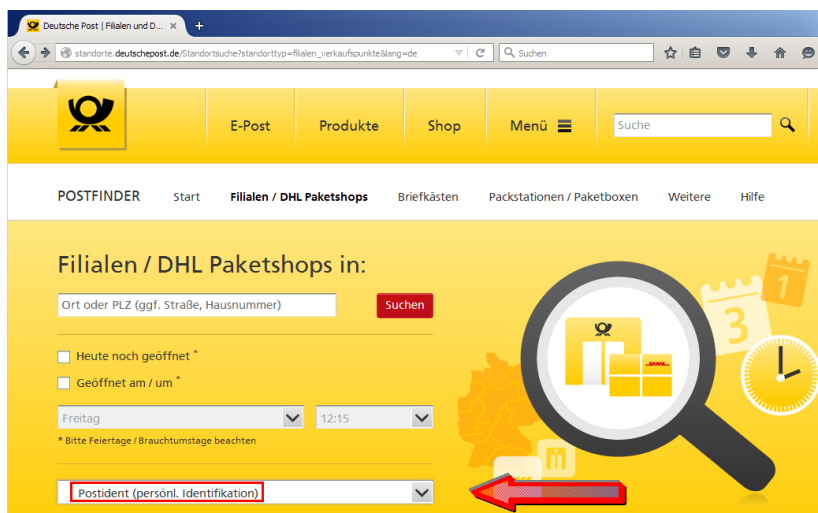 Deutsche Post | Filialen und D... × +
standorte.deutschepost.de/Standortsuche?standorttyp=filialen_verkaufspunkte&lang=de
Suchen
E-Post Produkte Shop Menü Suche
POSTFINDER Start Filialen / DHL Paketshops Briefkästen Packstationen / Paketboxen Weitere Hilfe
Filialen / DHL Paketshops in:
Ort oder PLZ (ggf. Straße, Hausnummer) Suchen
Heute noch geöffnet *
Geöffnet am / um *
Freitag 12:15
* Bitte Feiertage / Brauchtumstage beachten
Postident (persönl. Identifikation)
1
3
DHL